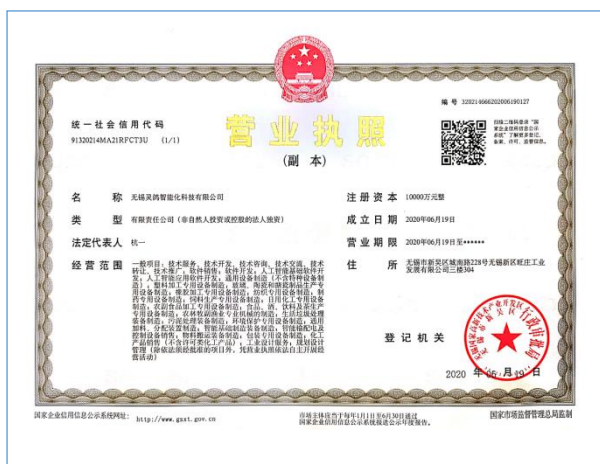 编 号 320214666202006190127
统一社会信用代码
91320214MA21RFCT3U (1/1)
营业执照
(副 本)
扫描二维码登录“国
家企业信用信息公示
系统”了解更多登记、
备案、许可、监管信息。
名 称 无锡灵鸽智能化科技有限公司
类 型 有限责任公司(非自然人投资或控股的法人独资)
法定代表人 杭一
经营范围 一般项目:技术服务、技术开发、技术咨询、技术交流、技术
转让、技术推广;软件销售;软件开发;人工智能基础软件开
发;人工智能应用软件开发;通用设备制造(不含特种设备制
造);塑料加工专用设备制造;玻璃、陶瓷和搪瓷制品生产专
用设备制造;橡胶加工专用设备制造;纺织专用设备制造;制
药专用设备制造;饲料生产专用设备制造;日用化工专用设备
制造;农副食品加工专用设备制造;食品、酒、饮料及茶生产
专用设备制造;农林牧副渔业专业机械的制造;生活垃圾处理
装备制造;污泥处理装备制造;环境保护专用设备制造;通用
加料、分配装置制造;智能基础制造装备制造;智能输配电及
控制设备销售;物料搬运装备制造;包装专用设备制造;化工
产品销售(不含许可类化工产品);工业设计服务;规划设计
管理(除依法须经批准的项目外,凭营业执照依法自主开展经
营活动)
注册资本 10000万元整
成立日期 2020年06月19日
营业期限 2020年06月19日至******
住 所 无锡市新吴区城南路228号无锡新区旺庄工业
发展有限公司三楼304
登记机关
2020 年 06 月 19 日
国家企业信用信息公示系统网址: http://www.gsxt.gov.cn
市场主体应当于每年1月1日至6月30日通过
国家企业信用信息公示系统报送公示年度报告。
国家市场监督管理总局监制